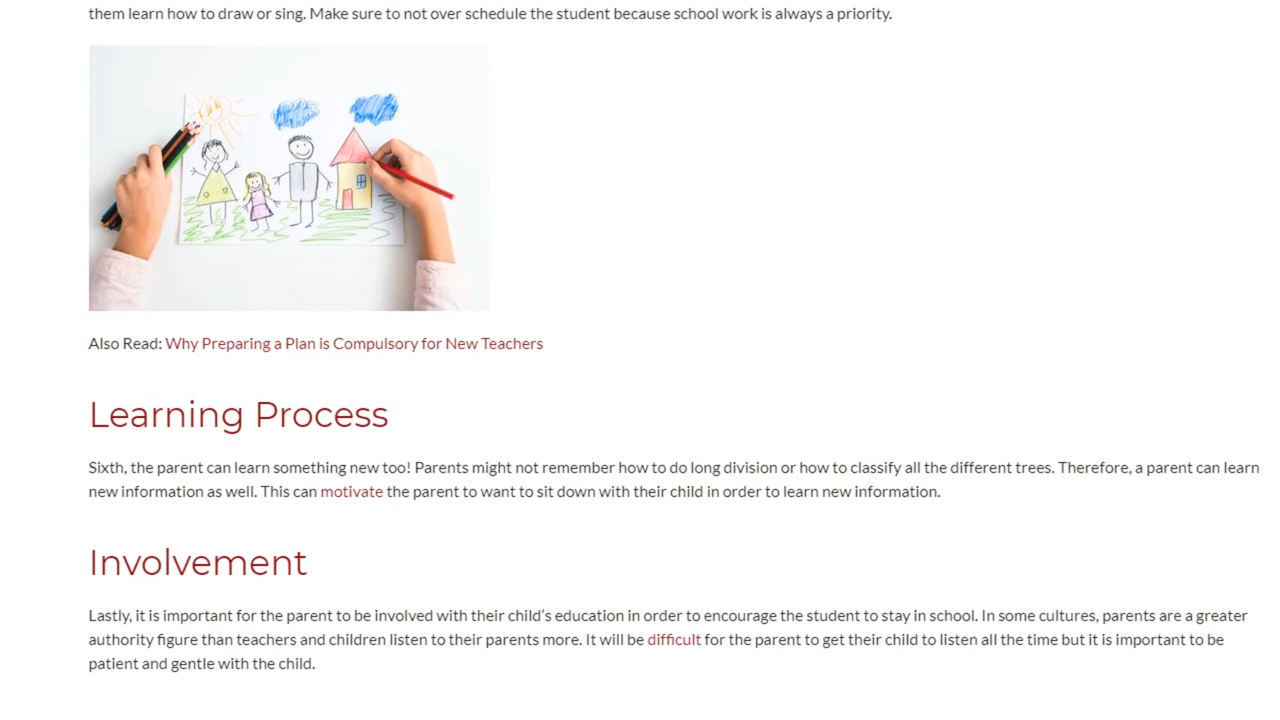 them learn how to draw or sing. Make sure to not over schedule the student because school work is always a priority.
Also Read: Why Preparing a Plan is Compulsory for New Teachers
Learning Process
Sixth, the parent can learn something new too! Parents might not remember how to do long division or how to classify all the different trees. Therefore, a parent can learn
new information as well. This can motivate the parent to want to sit down with their child in order to learn new information.
Involvement
Lastly, it is important for the parent to be involved with their child’s education in order to encourage the student to stay in school. In some cultures, parents are a greater
authority figure than teachers and children listen to their parents more. It will be difficult for the parent to get their child to listen all the time but it is important to be
patient and gentle with the child.